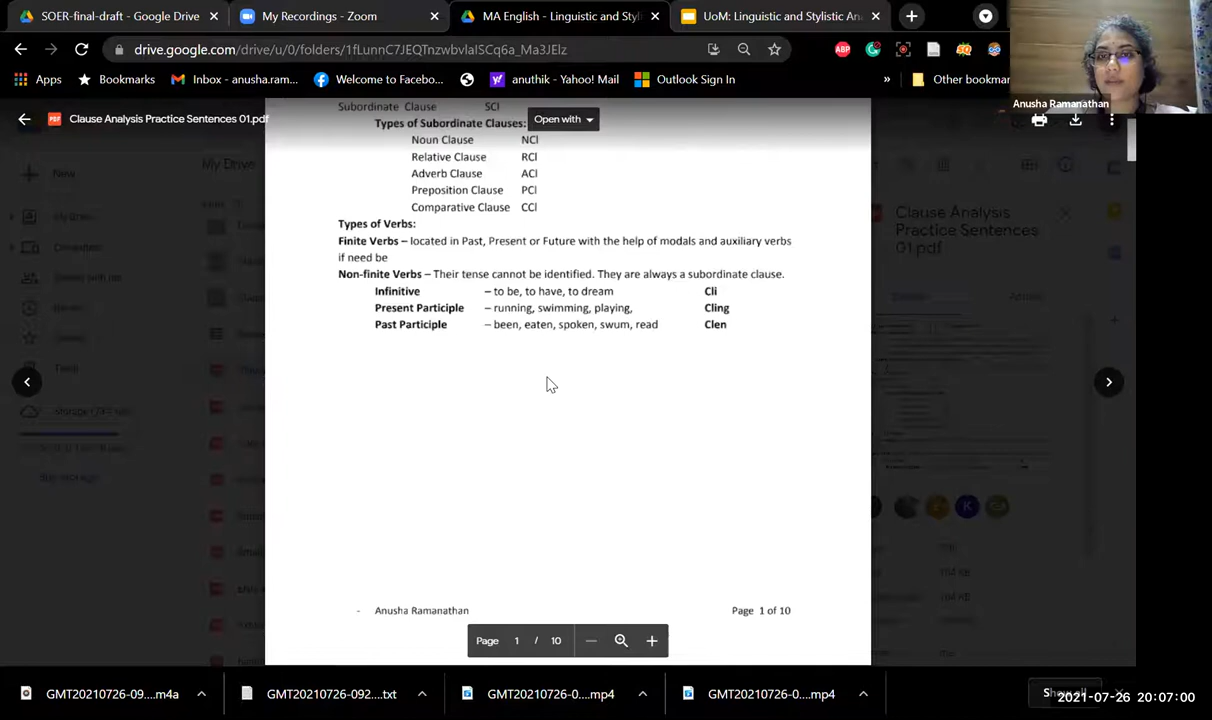 SOER-final-draft - Google Drive
My Recordings - Zoom
MA English - Linguistic and Styl
UoM: Linguistic and Stylistic An
drive.google.com/drive/u/0/folders/
Apps
Bookmarks
Inbox - anusha.ram...
Welcome to Facebo...
anuthik - Yahoo! Mail
Outlook Sign In
»
Other bookmar
ABP
Anusha Ramanathan
Clause Analysis Practice Sentences 01.pdf
Open with
Subordinate Clause SCl
Types of Subordinate Clauses:
Noun Clause NCl
Relative Clause RCl
Adverb Clause ACl
Preposition Clause PCl
Comparative Clause CCl
Types of Verbs:
Finite Verbs – located in Past, Present or Future with the help of modals and auxiliary verbs
if need be
Non-finite Verbs – Their tense cannot be identified. They are always a subordinate clause.
Infinitive – to be, to have, to dream Cli
Present Participle – running, swimming, playing, Cling
Past Participle – been, eaten, spoken, swum, read Clen
- Anusha Ramanathan Page 1 of 10
Page 1 / 10
My Drive
New
Clause Analysis
Practice Sentences
01.pdf
GMT20210726-09....m4a
GMT20210726-092....txt
GMT20210726-0....mp4
GMT20210726-0....mp4
2021-07-26 20:07:00